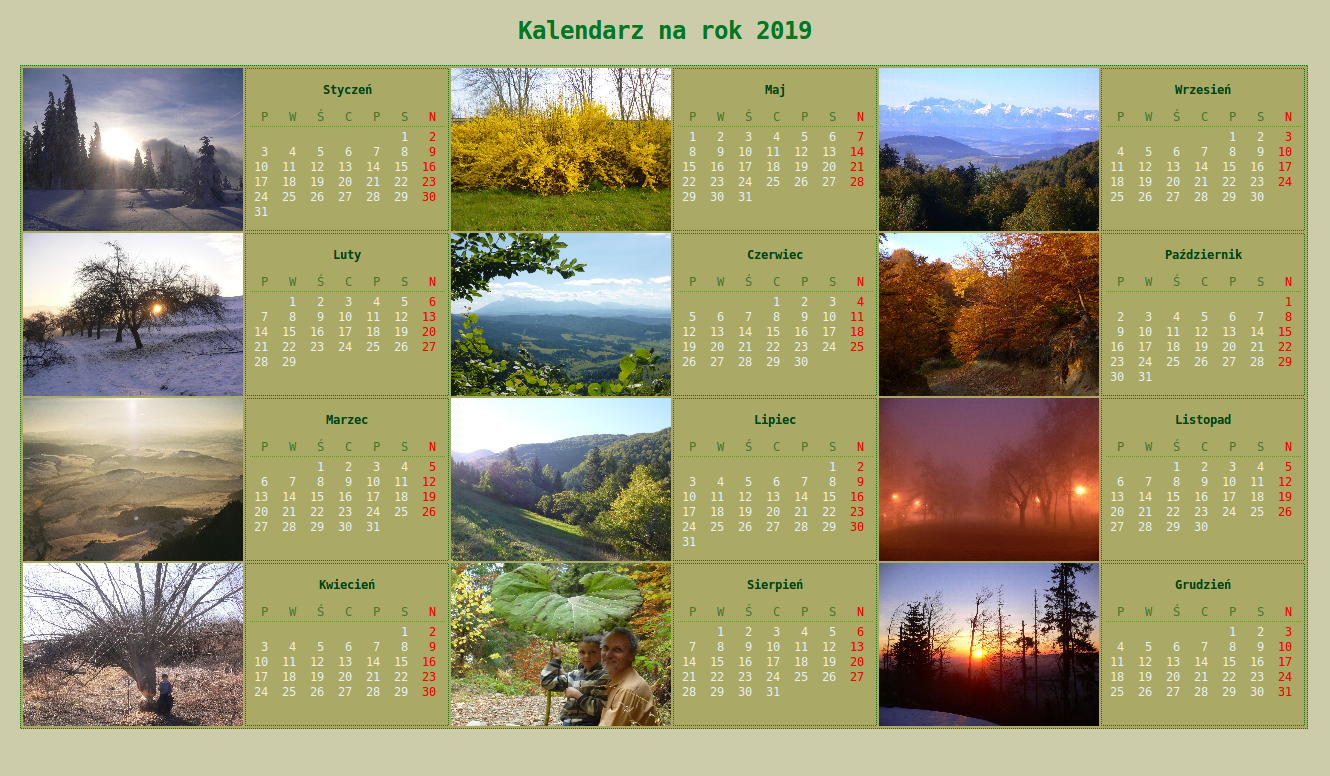 Kalendarz na rok 2019
Styczeń
P W Ś C P S N
1 2
3 4 5 6 7 8 9
10 11 12 13 14 15 16
17 18 19 20 21 22 23
24 25 26 27 28 29 30
31
Maj
P W Ś C P S N
1 2 3 4 5 6 7
8 9 10 11 12 13 14
15 16 17 18 19 20 21
22 23 24 25 26 27 28
29 30 31
Wrzesień
P W Ś C P S N
1 2 3
4 5 6 7 8 9 10
11 12 13 14 15 16 17
18 19 20 21 22 23 24
25 26 27 28 29 30
Luty
P W Ś C P S N
1 2 3 4 5 6
7 8 9 10 11 12 13
14 15 16 17 18 19 20
21 22 23 24 25 26 27
28 29
Czerwiec
P W Ś C P S N
1 2 3 4
5 6 7 8 9 10 11
12 13 14 15 16 17 18
19 20 21 22 23 24 25
26 27 28 29 30
Październik
P W Ś C P S N
1
2 3 4 5 6 7 8
9 10 11 12 13 14 15
16 17 18 19 20 21 22
23 24 25 26 27 28 29
30 31
Marzec
P W Ś C P S N
1 2 3 4 5
6 7 8 9 10 11 12
13 14 15 16 17 18 19
20 21 22 23 24 25 26
27 28 29 30 31
Lipiec
P W Ś C P S N
1 2
3 4 5 6 7 8 9
10 11 12 13 14 15 16
17 18 19 20 21 22 23
24 25 26 27 28 29 30
31
Listopad
P W Ś C P S N
1 2 3 4 5
6 7 8 9 10 11 12
13 14 15 16 17 18 19
20 21 22 23 24 25 26
27 28 29 30
Kwiecień
P W Ś C P S N
1 2
3 4 5 6 7 8 9
10 11 12 13 14 15 16
17 18 19 20 21 22 23
24 25 26 27 28 29 30
Sierpień
P W Ś C P S N
1 2 3 4 5 6
7 8 9 10 11 12 13
14 15 16 17 18 19 20
21 22 23 24 25 26 27
28 29 30 31
Grudzień
P W Ś C P S N
1 2 3
4 5 6 7 8 9 10
11 12 13 14 15 16 17
18 19 20 21 22 23 24
25 26 27 28 29 30 31